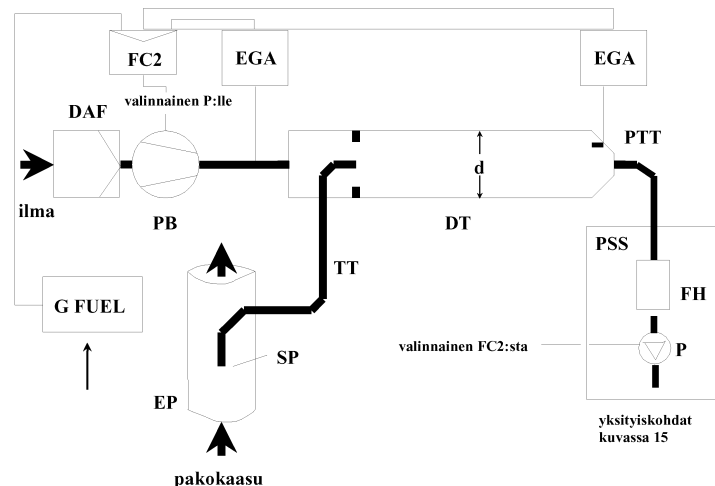 FC2
EGA
EGA
valinnainen P:lle
DAF
PTT
d
ilma
PB
DT
PSS
TT
FH
G FUEL
SP
valinnainen FC2:sta
P
EP
yksityiskohdat
kuvassa 15
pakokaasu